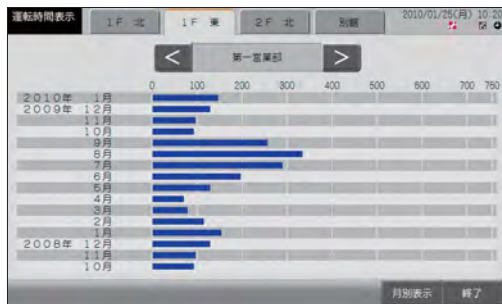 運転時間表示 1F 北 1F 東 2F 北 別館 2010/01/25(月) 10:20
< 第一営業部 >
0 100 200 300 400 500 600 700 750
2010年 1月
2009年 12月
11月
10月
9月
8月
7月
6月
5月
4月
3月
2月
1月
2008年 12月
11月
10月
月別表示 終了